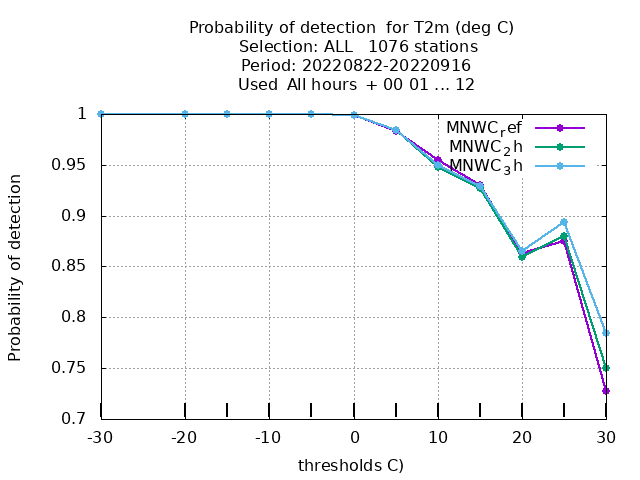 Probability of detection for T2m (deg C)
Selection: ALL 1076 stations
Period: 20220822-20220916
Used All hours + 00 01 ... 12
MNWC_ref
MNWC_2h
MNWC_3h
1
0.95
0.9
0.85
0.8
0.75
0.7
Probability of detection
-30 -20 -10 0 10 20 30
thresholds C)